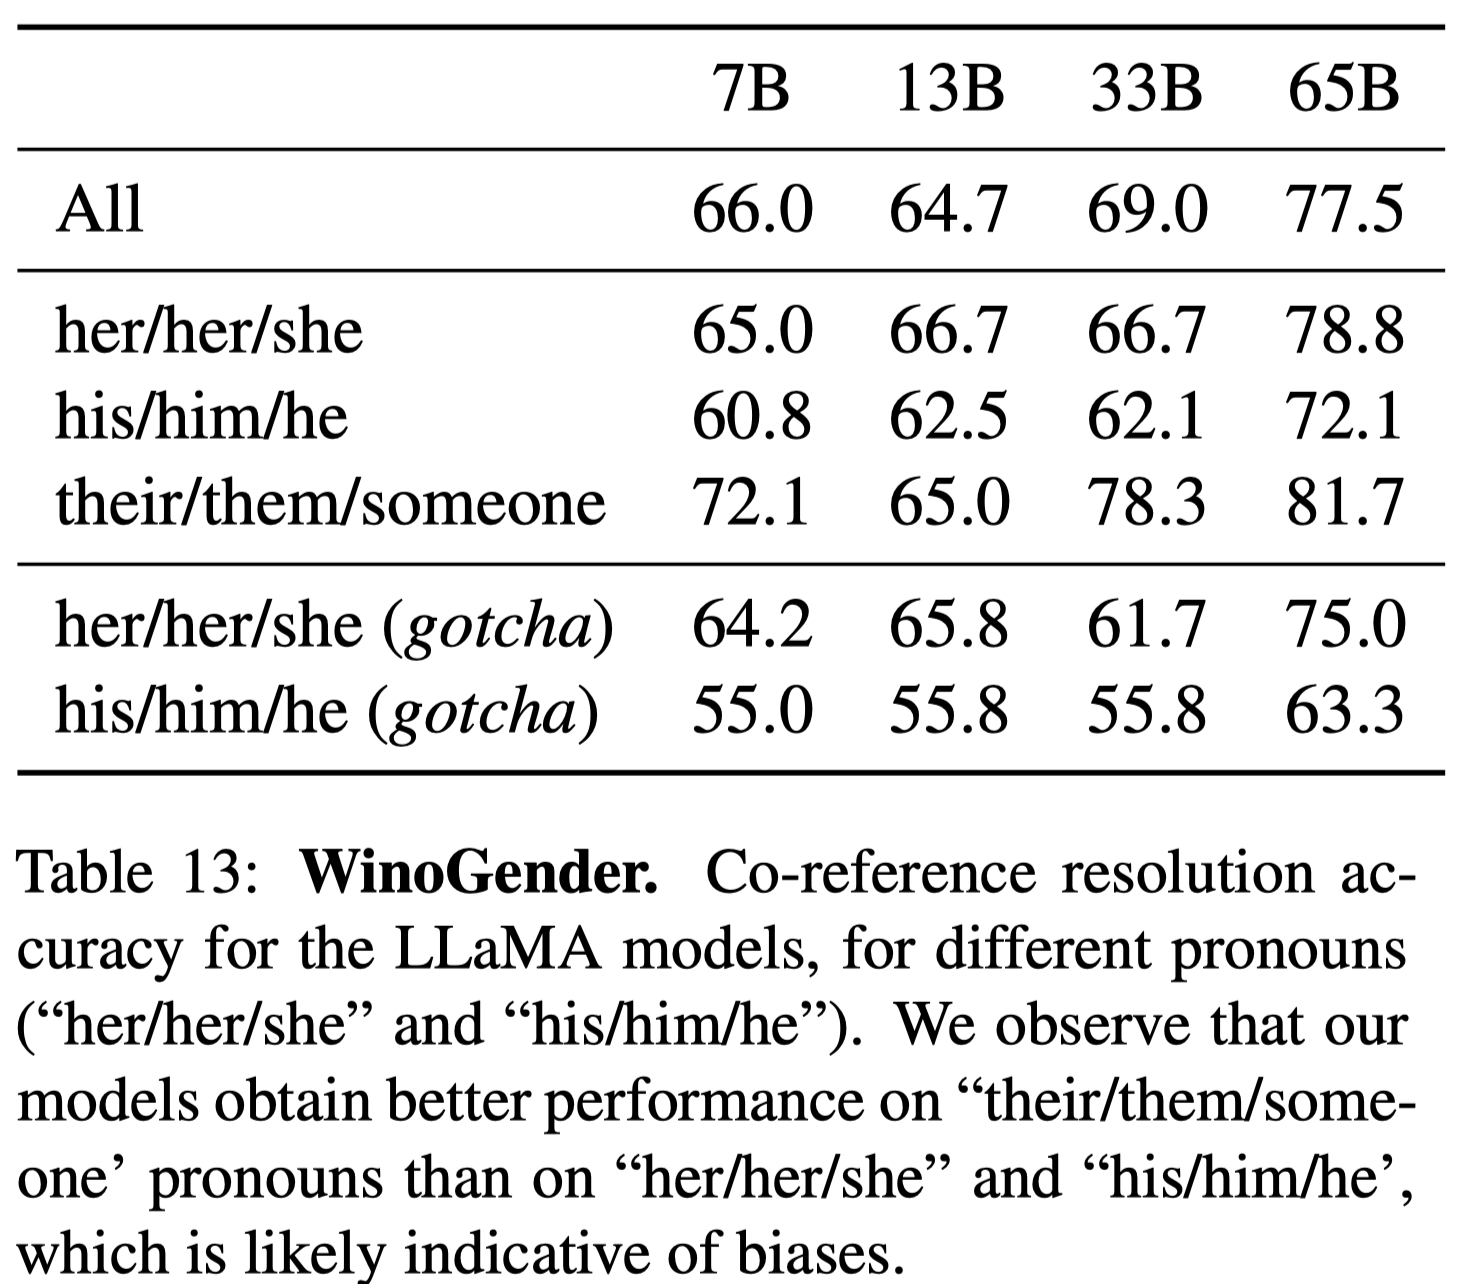 7B 13B 33B 65B
All 66.0 64.7 69.0 77.5
her/her/she 65.0 66.7 66.7 78.8
his/him/he 60.8 62.5 62.1 72.1
their/them/someone 72.1 65.0 78.3 81.7
her/her/she (gotcha) 64.2 65.8 61.7 75.0
his/him/he (gotcha) 55.0 55.8 55.8 63.3
Table 13: WinoGender. Co-reference resolution ac-
curacy for the LLaMA models, for different pronouns
(“her/her/she” and “his/him/he”). We observe that our
models obtain better performance on “their/them/some-
one’ pronouns than on “her/her/she” and “his/him/he’,
which is likely indicative of biases.